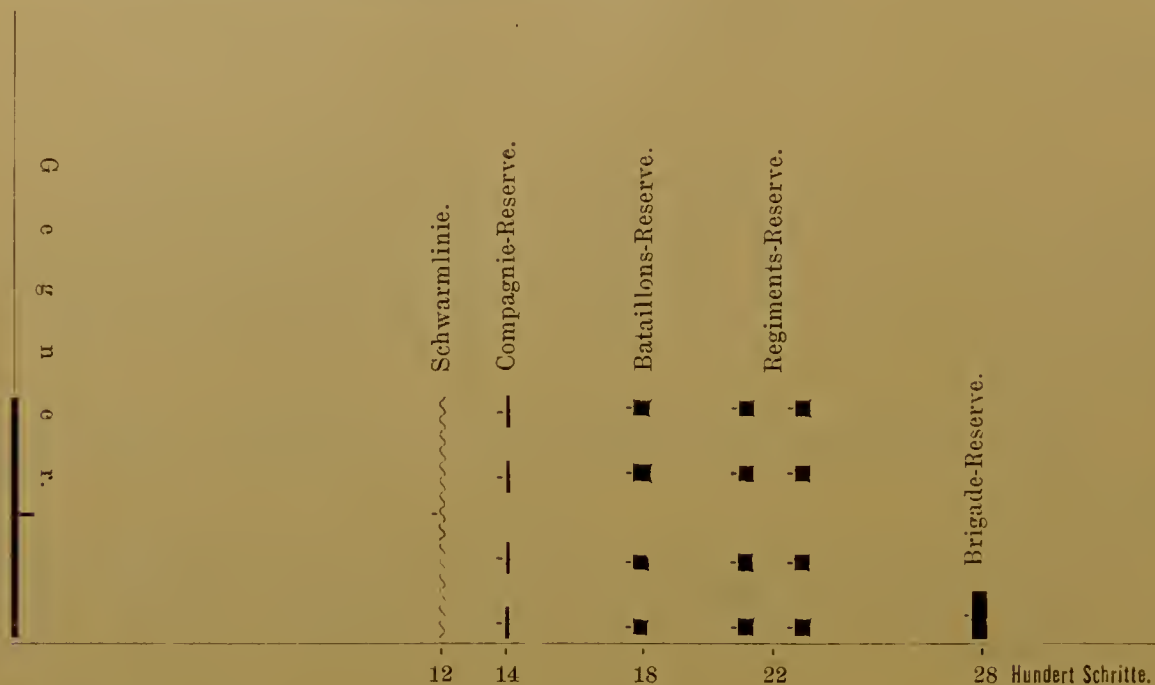 Gegner.
Schwarmlinie.
Compagnie-Reserve.
Bataillons-Reserve.
Regiments-Reserve.
Brigade-Reserve.
12 14 18 22 28 Hundert Schritte.